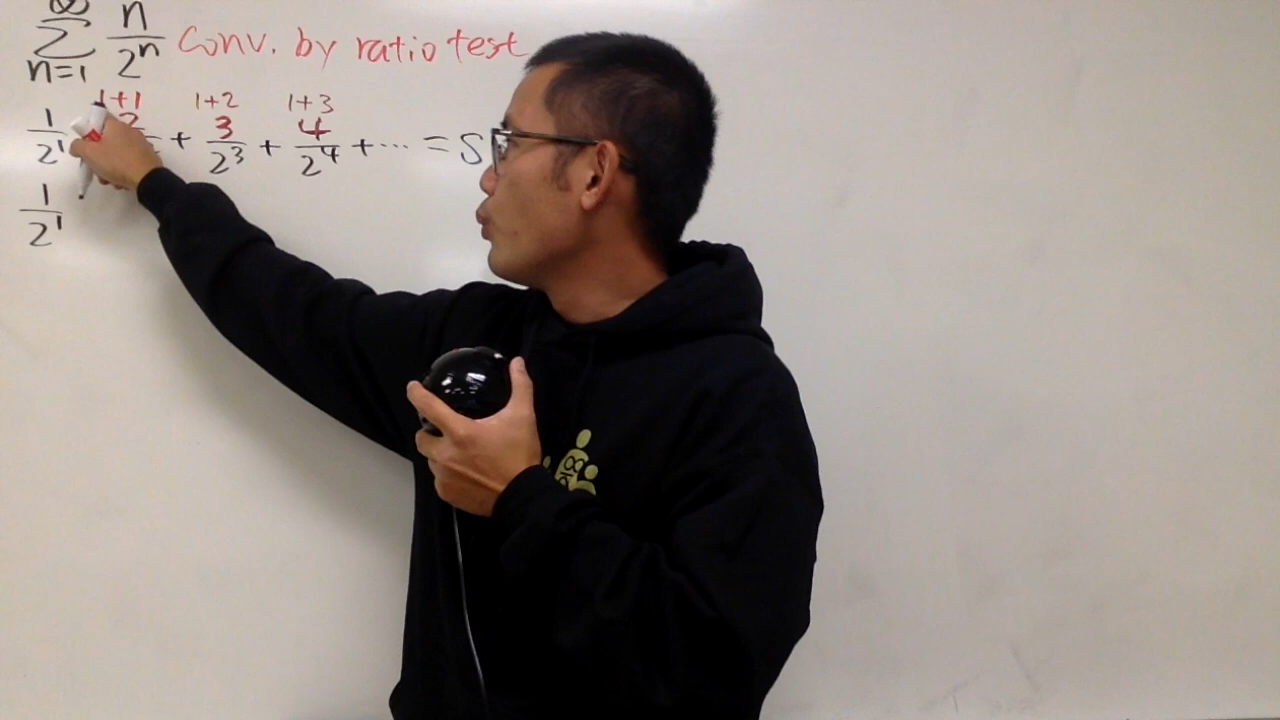 ∞
∑ n/2ⁿ Conv. by ratio test
n=1
1+1 1+2 1+3
1/2¹ 2 + 3/2³ + 4/2⁴ + ... = S
1/2¹